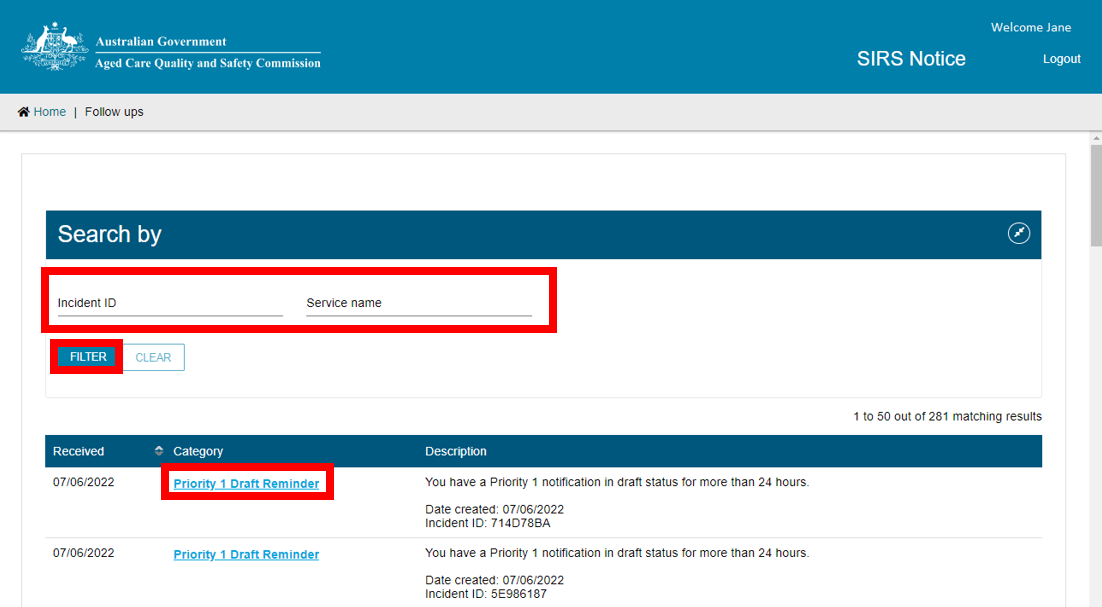 Australian Government
Aged Care Quality and Safety Commission
Welcome Jane
SIRS Notice
Logout
Home | Follow ups
Search by
Incident ID
Service name
FILTER
CLEAR
1 to 50 out of 281 matching results
Received Category Description
07/06/2022 Priority 1 Draft Reminder You have a Priority 1 notification in draft status for more than 24 hours.
Date created: 07/06/2022
Incident ID: 714D78BA
07/06/2022 Priority 1 Draft Reminder You have a Priority 1 notification in draft status for more than 24 hours.
Date created: 07/06/2022
Incident ID: 5E986187